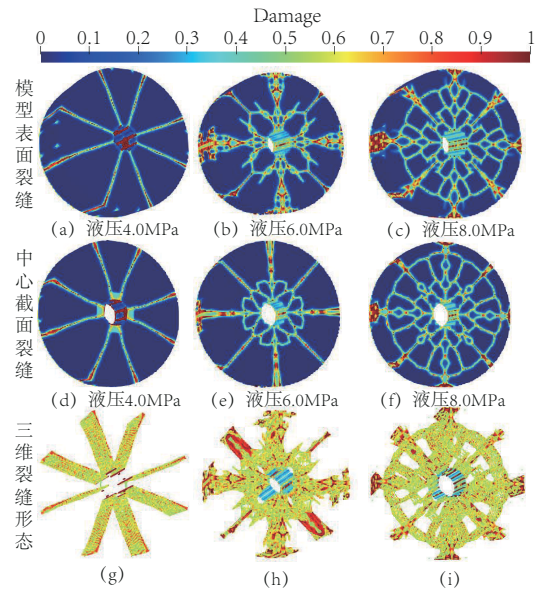 Damage
0 0.1 0.2 0.3 0.4 0.5 0.6 0.7 0.8 0.9 1
模型表面裂缝
(a) 液压4.0MPa (b) 液压6.0MPa (c) 液压8.0MPa
中心截面裂缝
(d) 液压4.0MPa (e) 液压6.0MPa (f) 液压8.0MPa
三维裂缝形态
(g) (h) (i)